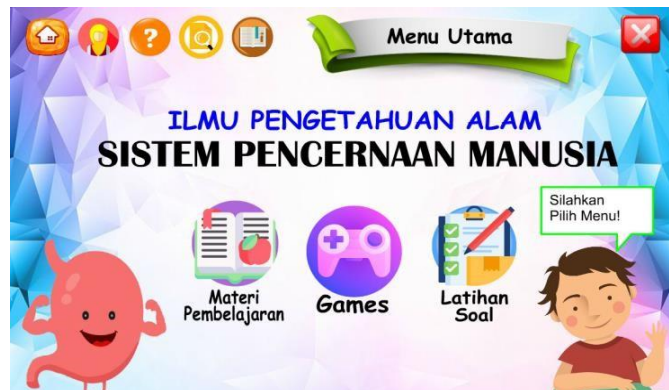 ?
Menu Utama
ILMU PENGETAHUAN ALAM
SISTEM PENCERNAAN MANUSIA
Silahkan
Pilih Menu!
Materi
Pembelajaran
Games
Latihan
Soal